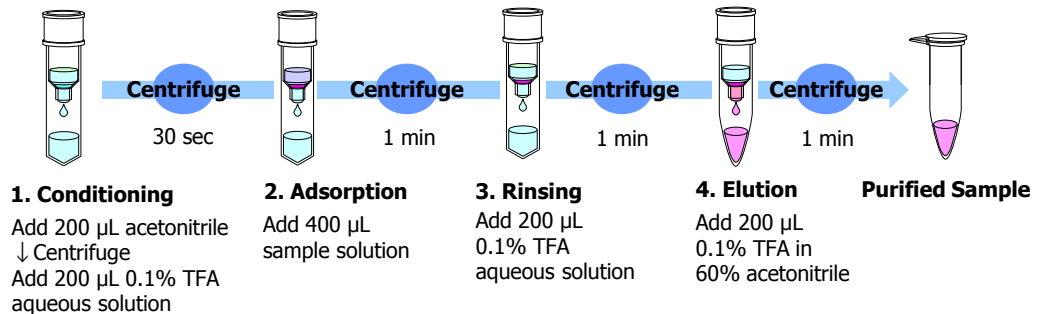 Centrifuge
30 sec
Centrifuge
1 min
Centrifuge
1 min
Centrifuge
1 min
1. Conditioning
Add 200 µL acetonitrile
↓ Centrifuge
Add 200 µL 0.1% TFA
aqueous solution
2. Adsorption
Add 400 µL
sample solution
3. Rinsing
Add 200 µL
0.1% TFA
aqueous solution
4. Elution
Add 200 µL
0.1% TFA in
60% acetonitrile
Purified Sample